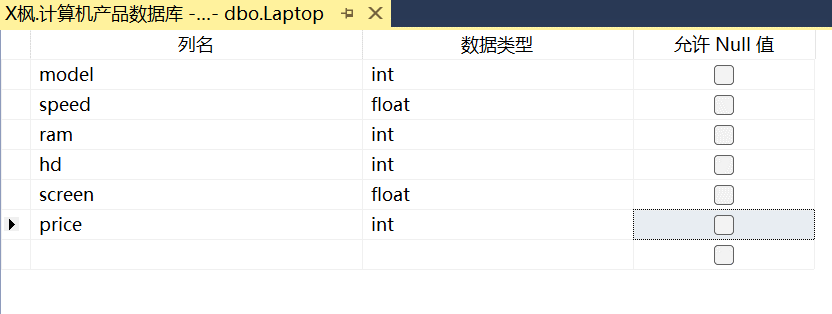 X枫.计算机产品数据库 -...- dbo.Laptop
列名 数据类型 允许 Null 值
model int
speed float
ram int
hd int
screen float
price int